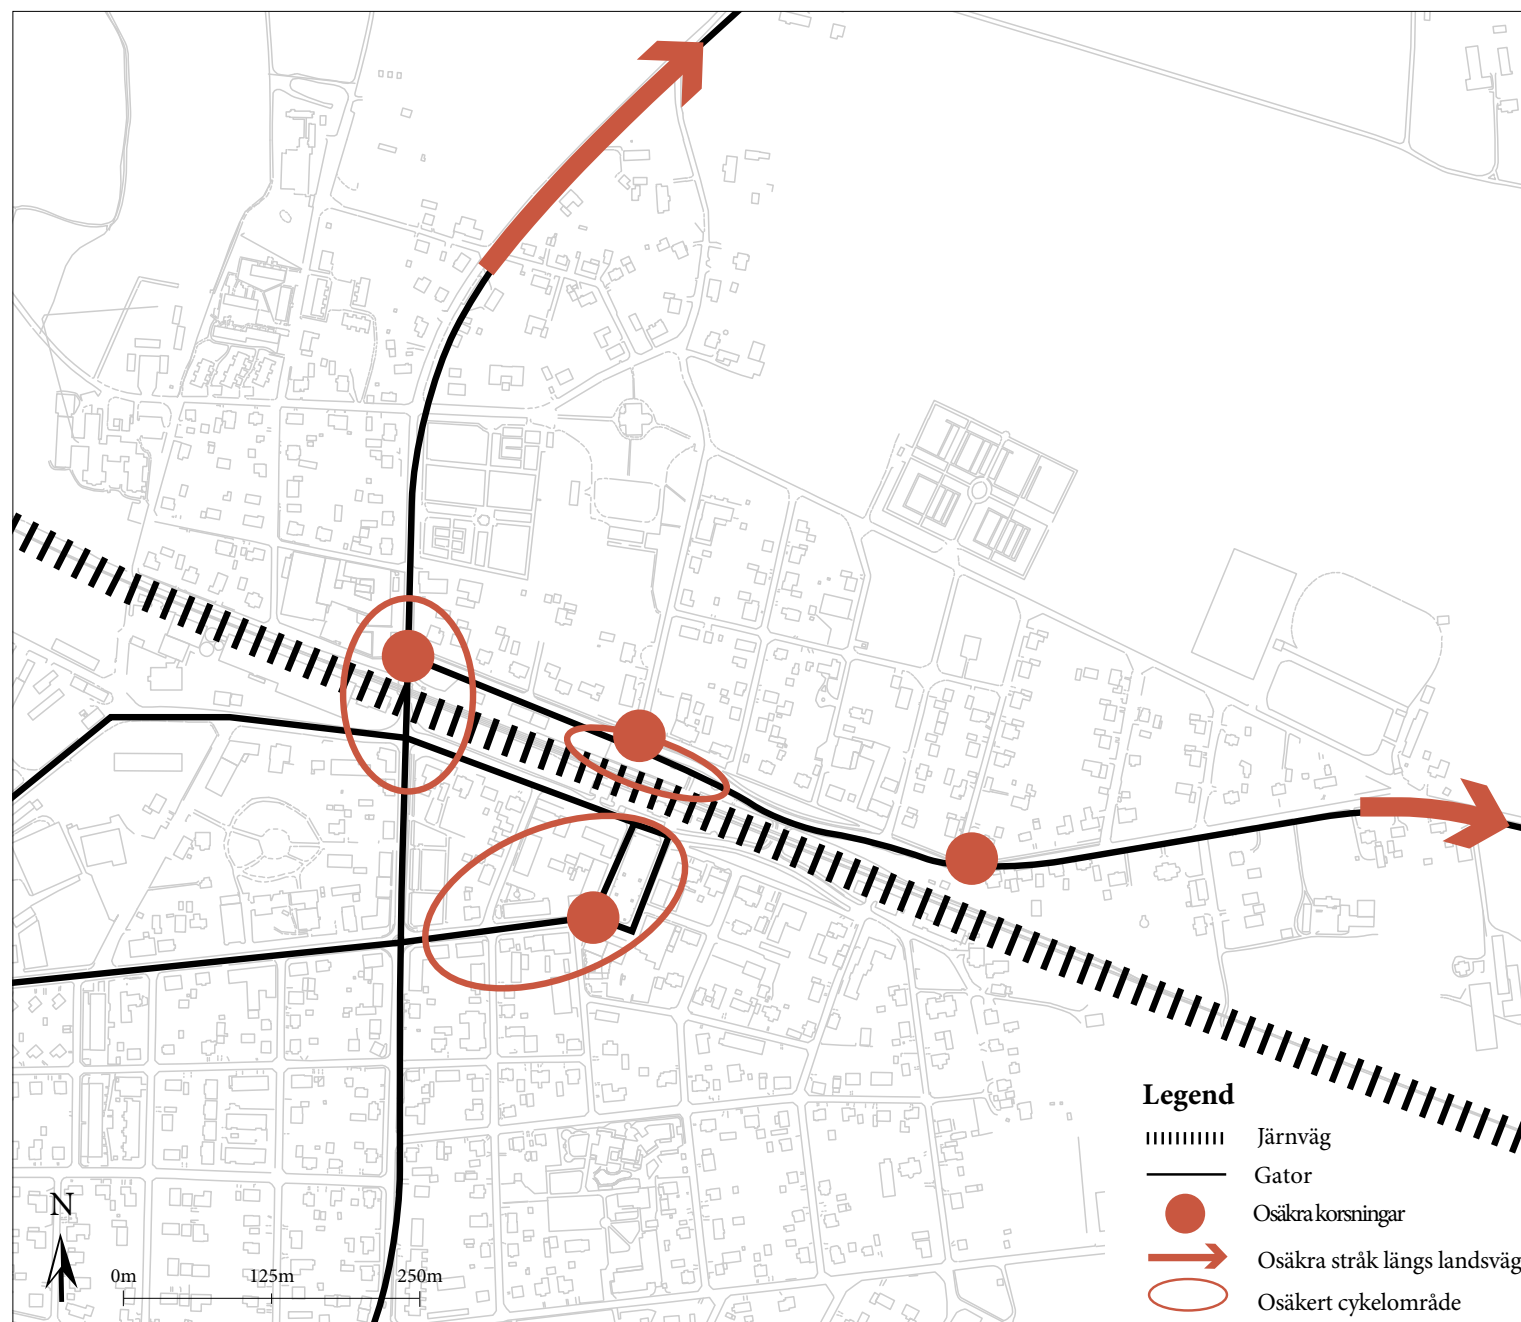 Legend
Järnväg
Gator
Osäkra korsningar
Osäkra stråk längs landsväg
Osäkert cykelområde
N
0m 125m 250m